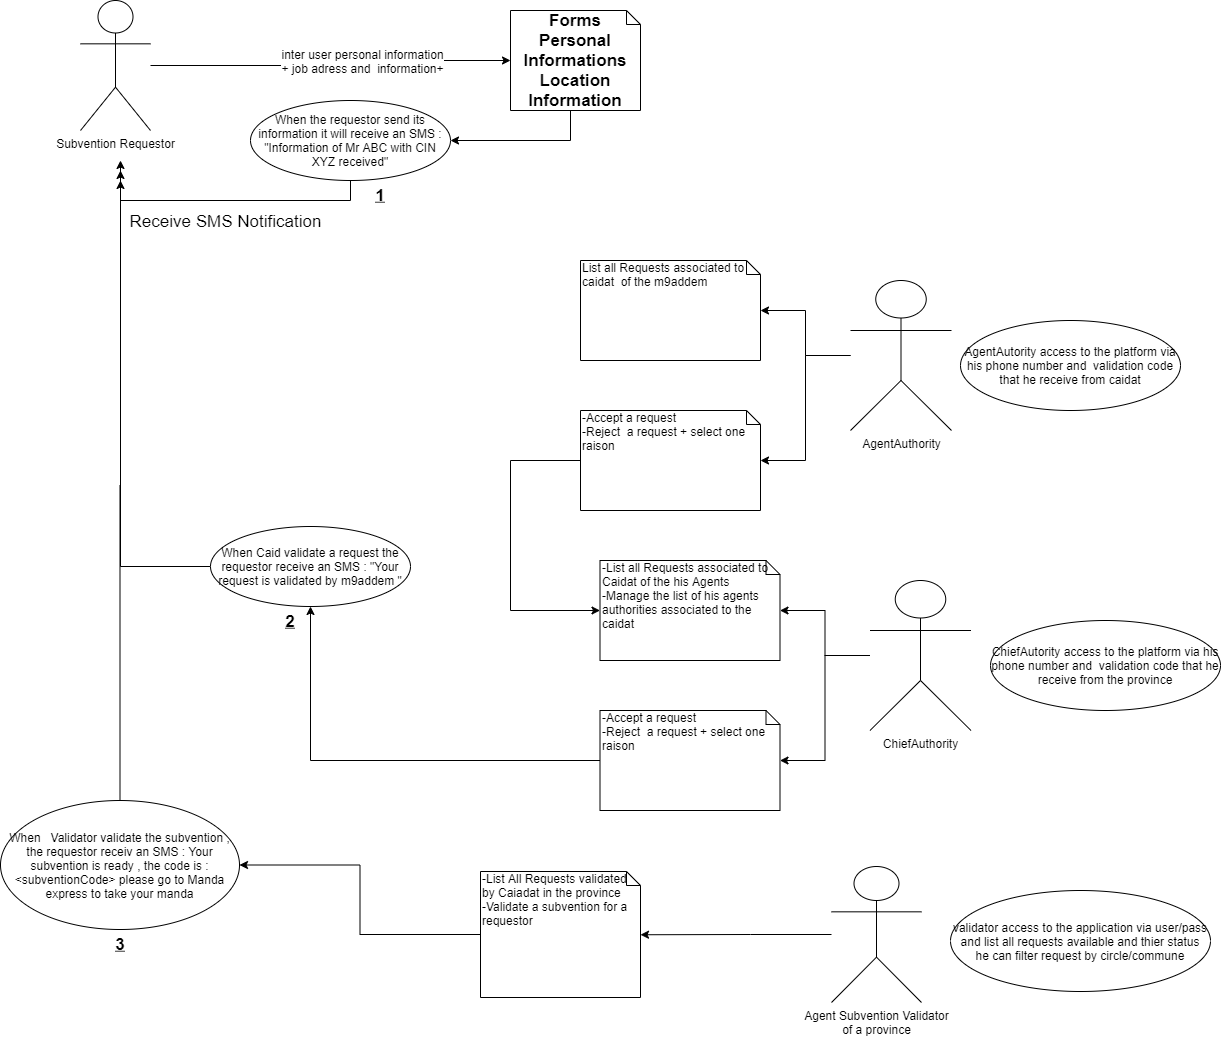 Forms
Personal
Informations
Location
Information
inter user personal information
+ job adress and  information+
Subvention Requestor
When the requestor send its
information it will receive an SMS :
"Information of Mr ABC with CIN
XYZ received"
1
Receive SMS Notification
List all Requests associated to
caidat  of the m9addem
AgentAutority access to the platform via
his phone number and  validation code
that he receive from caidat
-Accept a request
-Reject  a request + select one
raison
AgentAuthority
When Caid validate a request the
requestor receive an SMS : "Your
request is validated by m9addem "
2
-List all Requests associated to
Caidat of the his Agents
-Manage the list of his agents
authorities associated to the
caidat
ChiefAutority access to the platform via his
phone number and  validation code that he
receive from the province
-Accept a request
-Reject  a request + select one
raison
ChiefAuthority
When   Validator validate the subvention ,
the requestor receiv an SMS : Your
subvention is ready , the code is :
<subventionCode> please go to Manda
express to take your manda
3
-List All Requests validated
by Caiadat in the province
-Validate a subvention for a
requestor
validator access to the application via user/pass
and list all requests available and thier status
he can filter request by circle/commune
Agent Subvention Validator
of a province